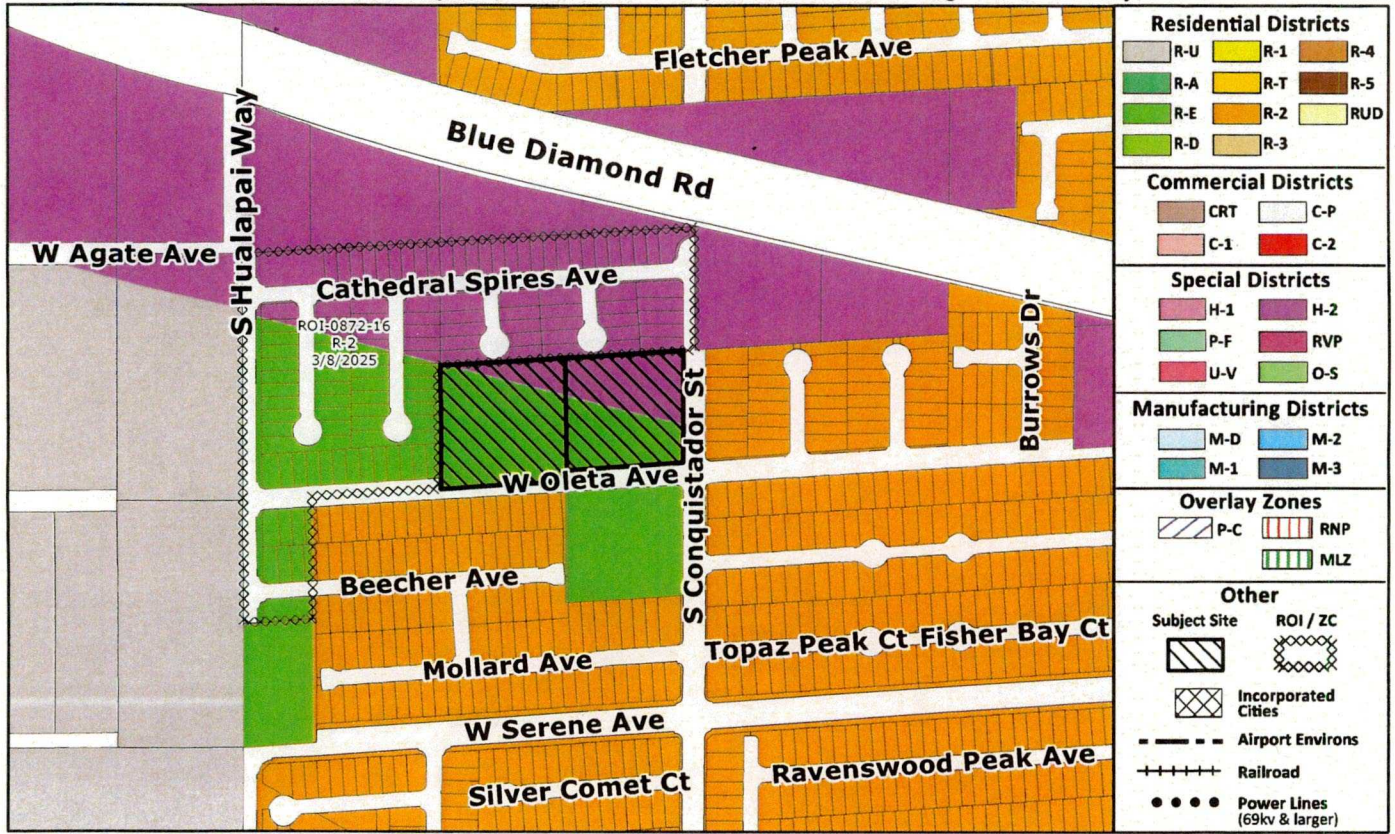 Fletcher Peak Ave
Blue Diamond Rd
S Hualapai Way
W Agate Ave
Cathedral Spires Ave
ROI-0872-16
R-2
3/8/2025
Burrows Dr
S Conquistador St
W Oleta Ave
Beecher Ave
Mollard Ave
Topaz Peak Ct Fisher Bay Ct
W Serene Ave
Silver Comet Ct
Ravenswood Peak Ave
Residential Districts
R-U R-1 R-4
R-A R-T R-5
R-E R-2 RUD
R-D R-3
Commercial Districts
CRT C-P
C-1 C-2
Special Districts
H-1 H-2
P-F RVP
U-V O-S
Manufacturing Districts
M-D M-2
M-1 M-3
Overlay Zones
P-C RNP
MLZ
Other
Subject Site ROI / ZC
Incorporated
Cities
Airport Environs
Railroad
Power Lines
(69kv & larger)